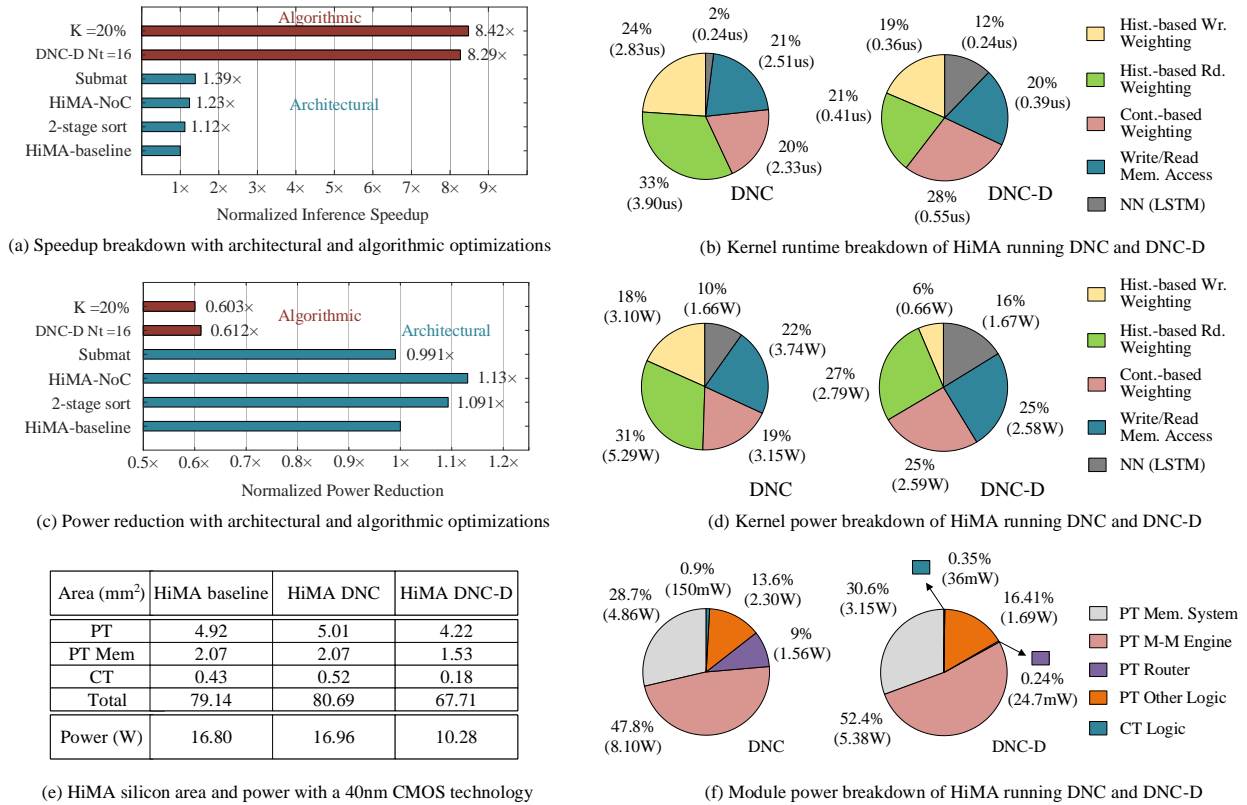 Algorithmic
K =20%
8.42×
DNC-D Nt =16
8.29×
Submat
1.39×
HiMA-NoC
1.23×
Architectural
2-stage sort
1.12×
HiMA-baseline
1× 2× 3× 4× 5× 6× 7× 8× 9×
Normalized Inference Speedup
(a) Speedup breakdown with architectural and algorithmic optimizations
24%
(2.83us)
2%
(0.24us)
21%
(2.51us)
20%
(2.33us)
33%
(3.90us)
DNC
19%
(0.36us)
12%
(0.24us)
20%
(0.39us)
21%
(0.41us)
28%
(0.55us)
DNC-D
Hist.-based Wr.
Weighting
Hist.-based Rd.
Weighting
Cont.-based
Weighting
Write/Read
Mem. Access
NN (LSTM)
(b) Kernel runtime breakdown of HiMA running DNC and DNC-D
K =20%
0.603×
Algorithmic
DNC-D Nt =16
0.612×
Architectural
Submat
0.991×
HiMA-NoC
1.13×
2-stage sort
1.091×
HiMA-baseline
0.5× 0.6× 0.7× 0.8× 0.9× 1× 1.1× 1.2×
Normalized Power Reduction
(c) Power reduction with architectural and algorithmic optimizations
18%
(3.10W)
10%
(1.66W)
22%
(3.74W)
19%
(3.15W)
31%
(5.29W)
DNC
6%
(0.66W)
16%
(1.67W)
27%
(2.79W)
25%
(2.58W)
25%
(2.59W)
DNC-D
Hist.-based Wr.
Weighting
Hist.-based Rd.
Weighting
Cont.-based
Weighting
Write/Read
Mem. Access
NN (LSTM)
(d) Kernel power breakdown of HiMA running DNC and DNC-D
Area (mm²) HiMA baseline HiMA DNC HiMA DNC-D
PT 4.92 5.01 4.22
PT Mem 2.07 2.07 1.53
CT 0.43 0.52 0.18
Total 79.14 80.69 67.71
Power (W) 16.80 16.96 10.28
(e) HiMA silicon area and power with a 40nm CMOS technology
28.7%
(4.86W)
0.9%
(150mW)
13.6%
(2.30W)
9%
(1.56W)
47.8%
(8.10W)
DNC
30.6%
(3.15W)
0.35%
(36mW)
16.41%
(1.69W)
0.24%
(24.7mW)
52.4%
(5.38W)
DNC-D
PT Mem. System
PT M-M Engine
PT Router
PT Other Logic
CT Logic
(f) Module power breakdown of HiMA running DNC and DNC-D